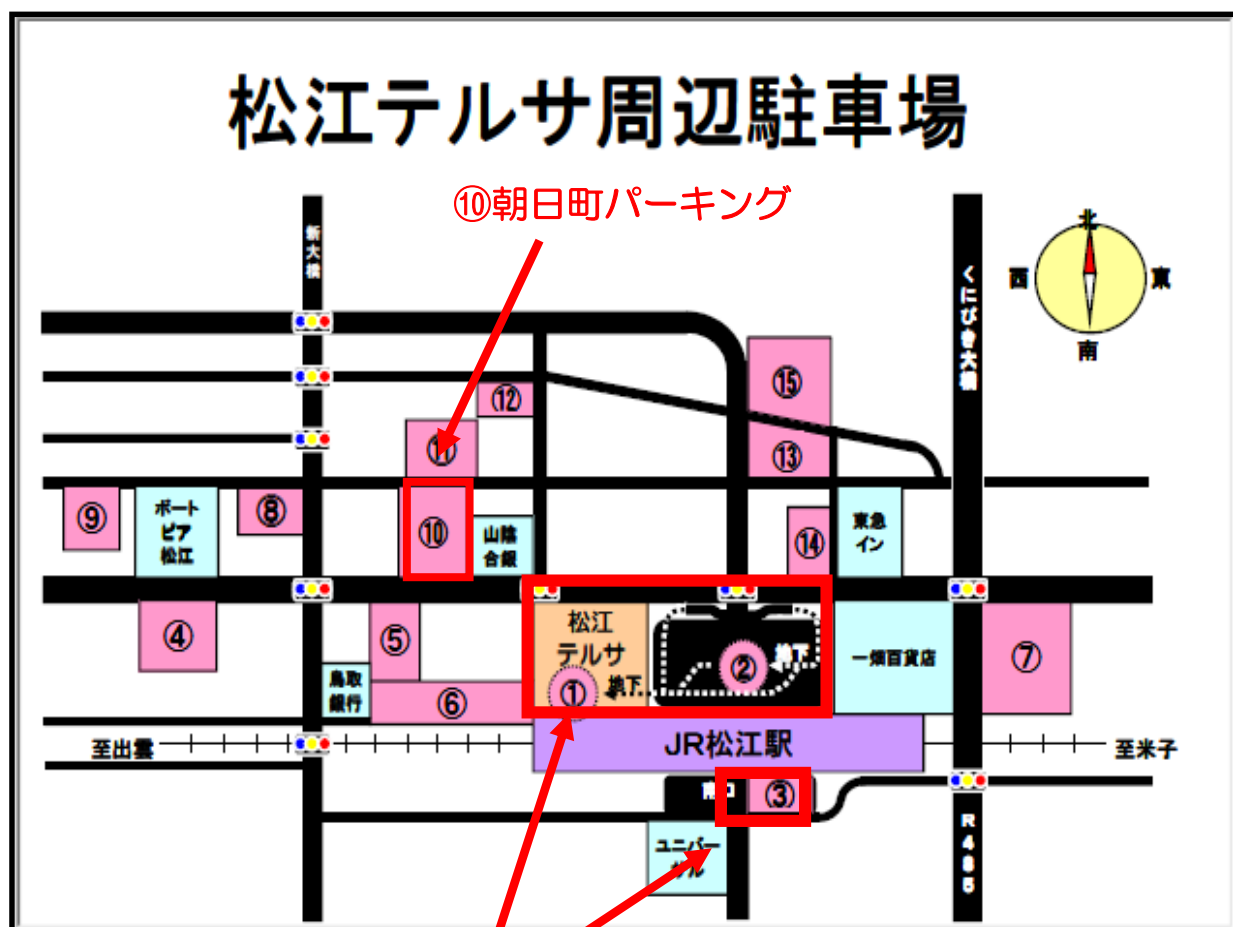 松江テルサ周辺駐車場
⑩朝日町パーキング
新大橋
くにびき大橋
北
西
東
南
⑮
⑫
⑪
⑬
⑨
ボート
ピア
松江
⑧
⑩
山陰
合銀
⑭
東急
イン
④
⑤
松江
テルサ
①
地下
②
地下
一畑百貨店
⑦
鳥取
銀行
⑥
至出雲
JR松江駅
至米子
南口
③
ユニバー
サル
R485